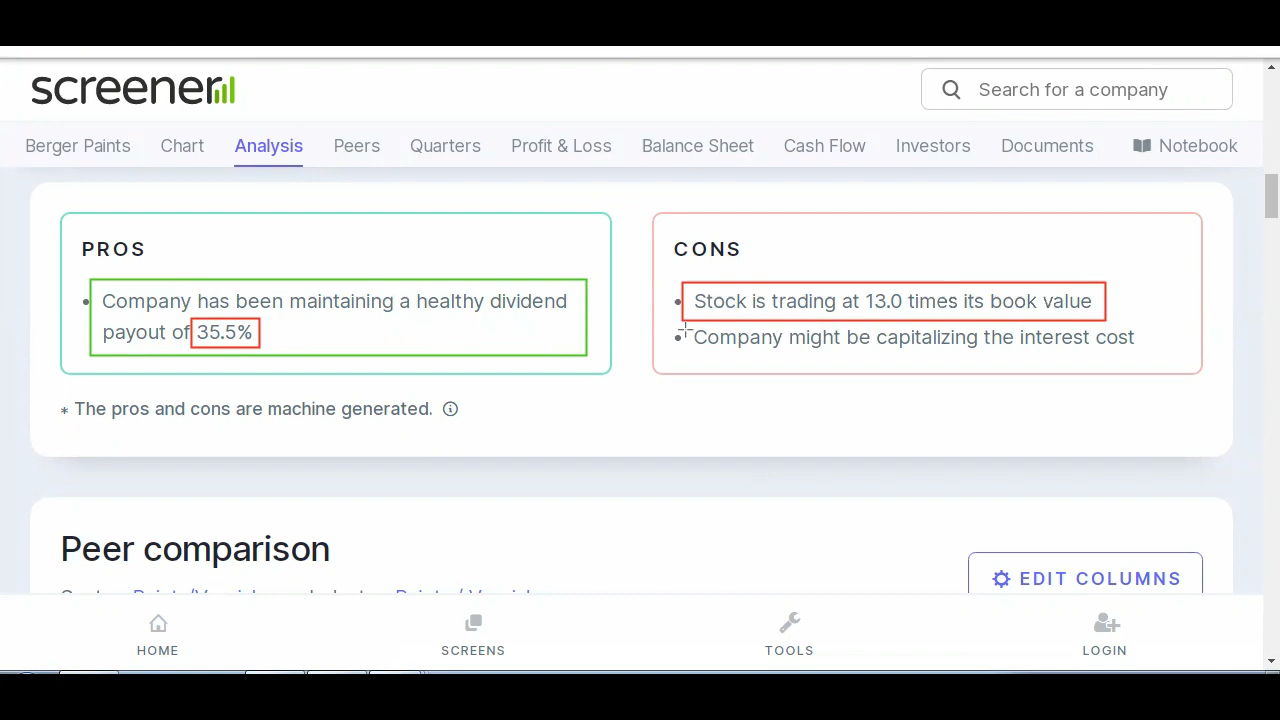 screener
Search for a company
Berger Paints Chart Analysis Peers Quarters Profit & Loss Balance Sheet Cash Flow Investors Documents Notebook
PROS
• Company has been maintaining a healthy dividend
payout of 35.5%
CONS
• Stock is trading at 13.0 times its book value
• Company might be capitalizing the interest cost
* The pros and cons are machine generated.
Peer comparison
EDIT COLUMNS
HOME SCREENS TOOLS LOGIN